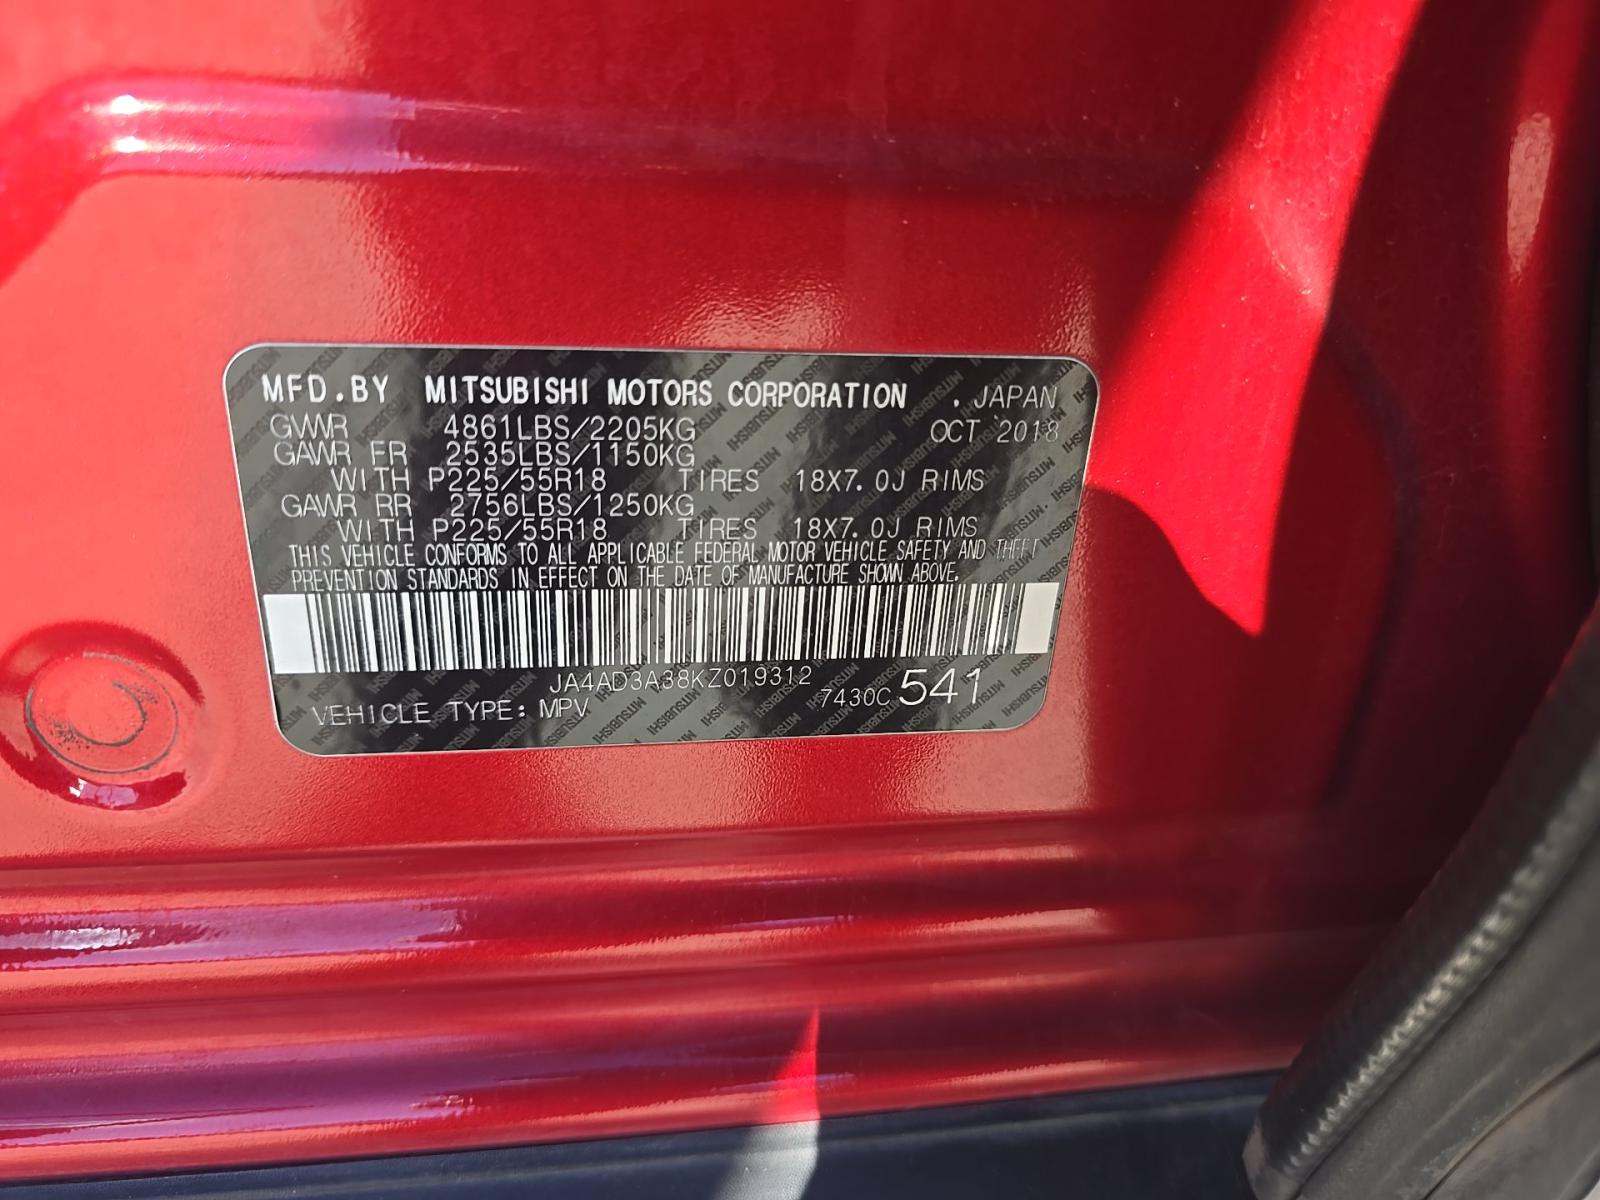 MFD.BY MITSUBISHI MOTORS CORPORATION . JAPAN
GVWR 4861LBS/2205KG OCT 2018
GAWR FR 2535LBS/1150KG
WITH P225/55R18 TIRES 18X7.0J RIMS
GAWR RR 2756LBS/1250KG
WITH P225/55R18 TIRES 18X7.0J RIMS
THIS VEHICLE CONFORMS TO ALL APPLICABLE FEDERAL MOTOR VEHICLE SAFETY AND THEFT
PREVENTION STANDARDS IN EFFECT ON THE DATE OF MANUFACTURE SHOWN ABOVE.
JA4AD3A38KZ019312
VEHICLE TYPE: MPV 7430C 541